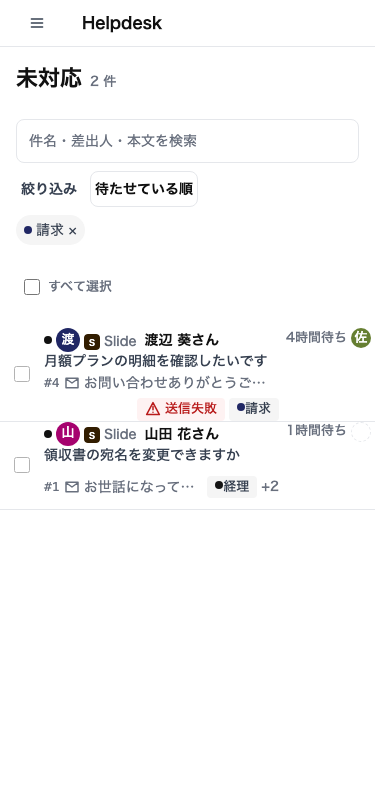 Helpdesk
未対応 2 件
件名・差出人・本文を検索
絞り込み 待たせている順
請求 ×
すべて選択
渡 S Slide 渡辺 葵さん 4時間待ち 佐
月額プランの明細を確認したいです
#4 お問い合わせありがとうご…
送信失敗 請求
山 S Slide 山田 花さん 1時間待ち
領収書の宛名を変更できますか
#1 お世話になって… 経理 +2